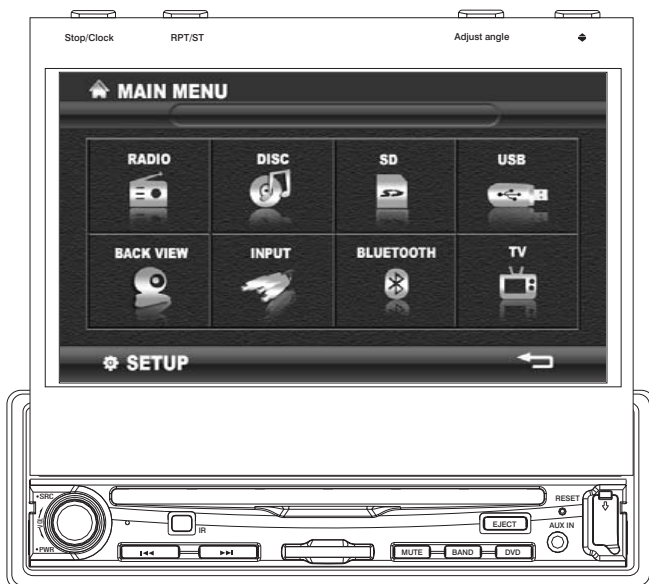 Stop/Clock RPT/ST Adjust angle
MAIN MENU
RADIO DISC SD USB
BACK VIEW INPUT BLUETOOTH TV
SETUP
•SRC
RESET
IR
EJECT
AUX IN
•PWR
MUTE BAND DVD